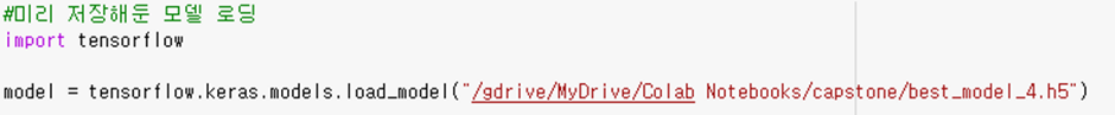 #미리 저장해둔 모델 로딩
import tensorflow
model = tensorflow.keras.models.load_model("/gdrive/MyDrive/Colab Notebooks/capstone/best_model_4.h5")